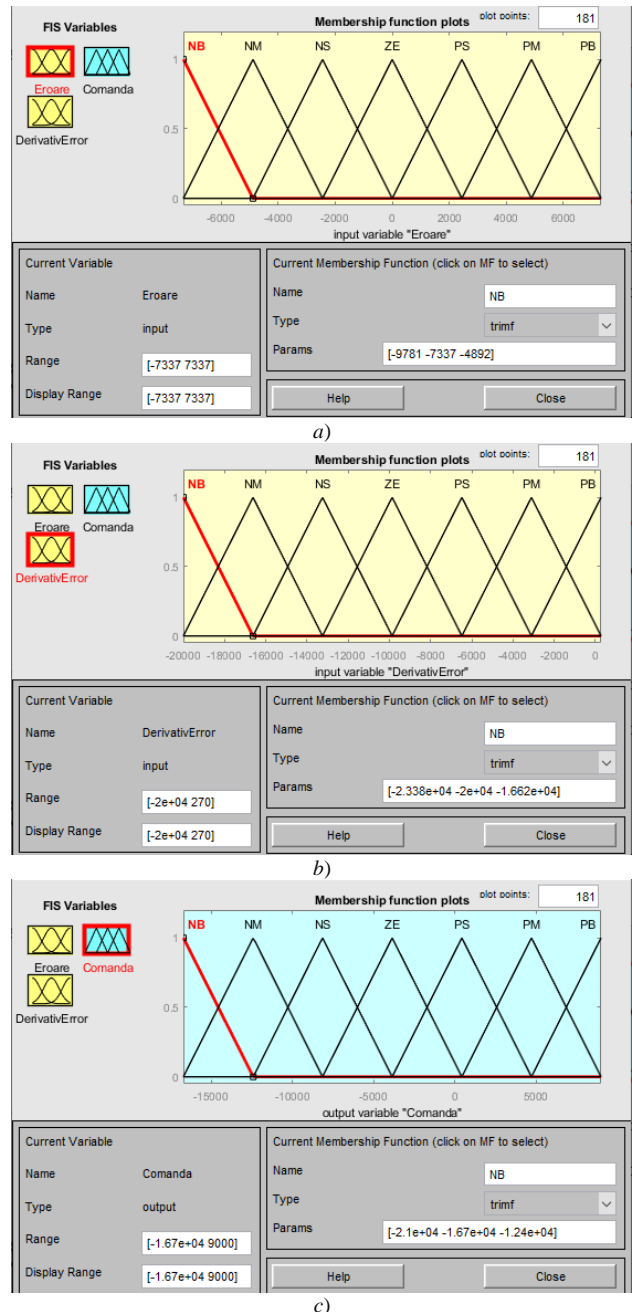 FIS Variables
Membership function plots
plot points:
181
NB NM NS ZE PS PM PB
Eroare Comanda
DerivativError
1
0.5
0
-6000 -4000 -2000 0 2000 4000 6000
input variable "Eroare"
Current Variable
Name Eroare
Type input
Range [-7337 7337]
Display Range [-7337 7337]
Current Membership Function (click on MF to select)
Name NB
Type trimf
Params [-9781 -7337 -4892]
Help Close
a)
FIS Variables
Membership function plots
plot points:
181
NB NM NS ZE PS PM PB
Eroare Comanda
DerivativError
1
0.5
0
-20000 -18000 -16000 -14000 -12000 -10000 -8000 -6000 -4000 -2000 0
input variable "DerivativError"
Current Variable
Name DerivativError
Type input
Range [-2e+04 270]
Display Range [-2e+04 270]
Current Membership Function (click on MF to select)
Name NB
Type trimf
Params [-2.338e+04 -2e+04 -1.662e+04]
Help Close
b)
FIS Variables
Membership function plots
plot points:
181
NB NM NS ZE PS PM PB
Eroare Comanda
DerivativError
1
0.5
0
-15000 -10000 -5000 0 5000
output variable "Comanda"
Current Variable
Name Comanda
Type output
Range [-1.67e+04 9000]
Display Range [-1.67e+04 9000]
Current Membership Function (click on MF to select)
Name NB
Type trimf
Params [-2.1e+04 -1.67e+04 -1.24e+04]
Help Close
c)